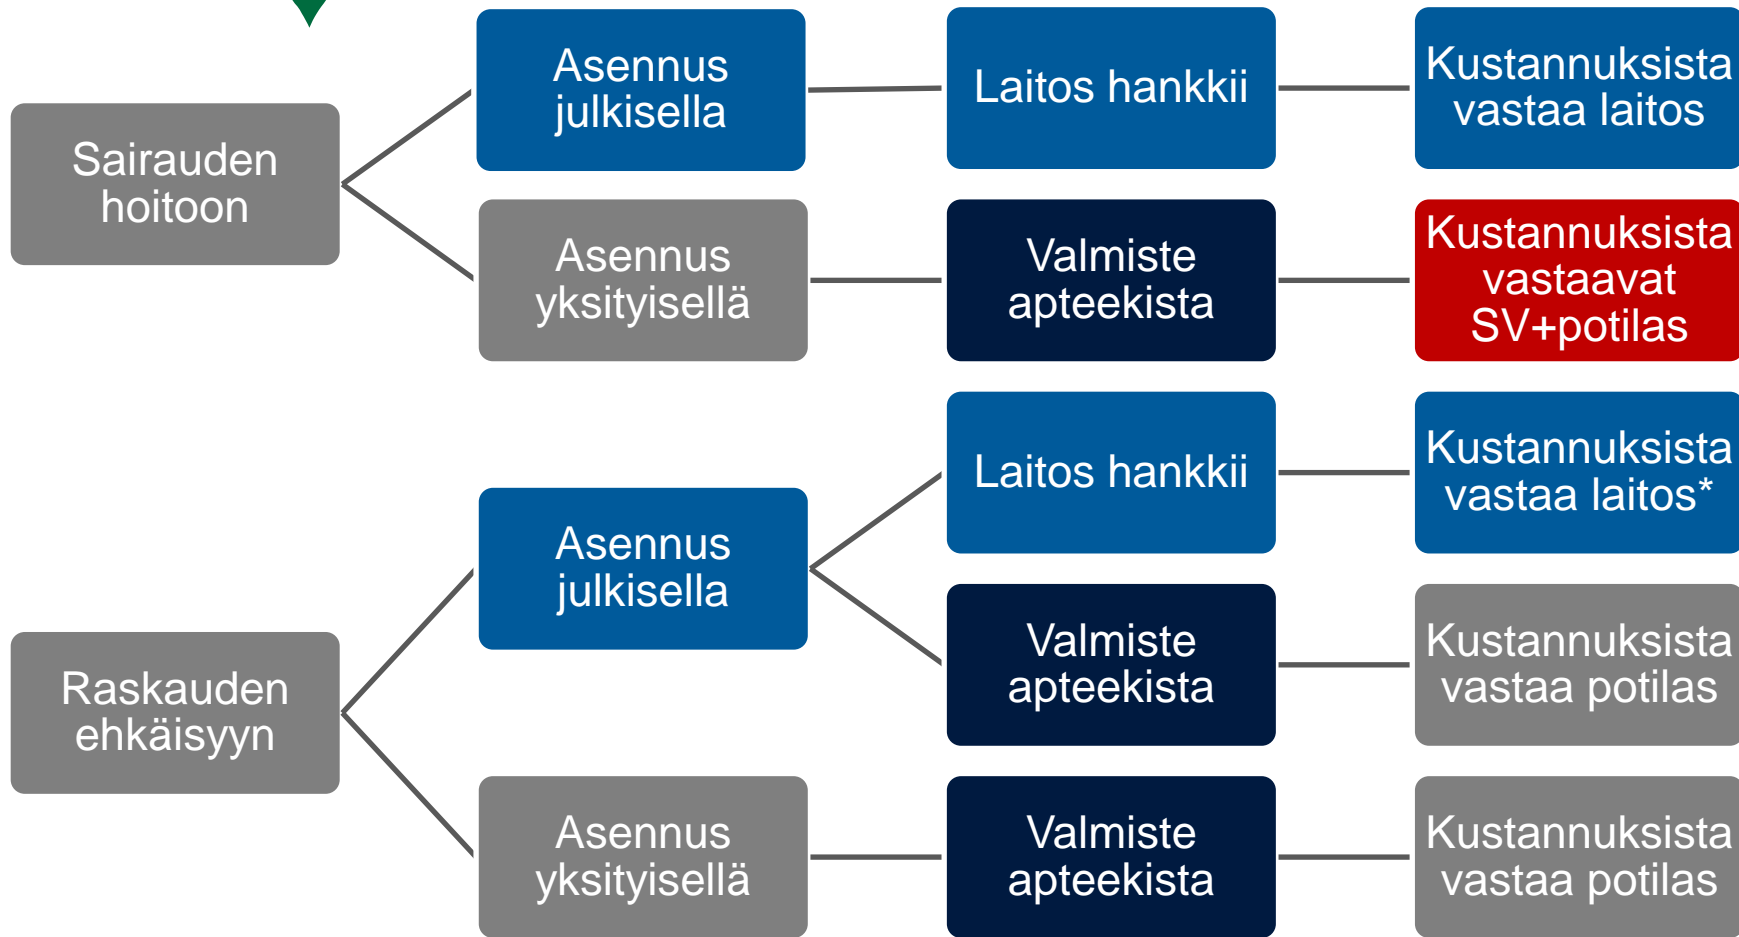 Sairauden
hoitoon
Asennus
julkisella
Laitos hankkii
Kustannuksista
vastaa laitos
Asennus
yksityisellä
Valmiste
apteekista
Kustannuksista
vastaavat
SV+potilas
Raskauden
ehkäisyyn
Asennus
julkisella
Laitos hankkii
Kustannuksista
vastaa laitos*
Valmiste
apteekista
Kustannuksista
vastaa potilas
Asennus
yksityisellä
Valmiste
apteekista
Kustannuksista
vastaa potilas